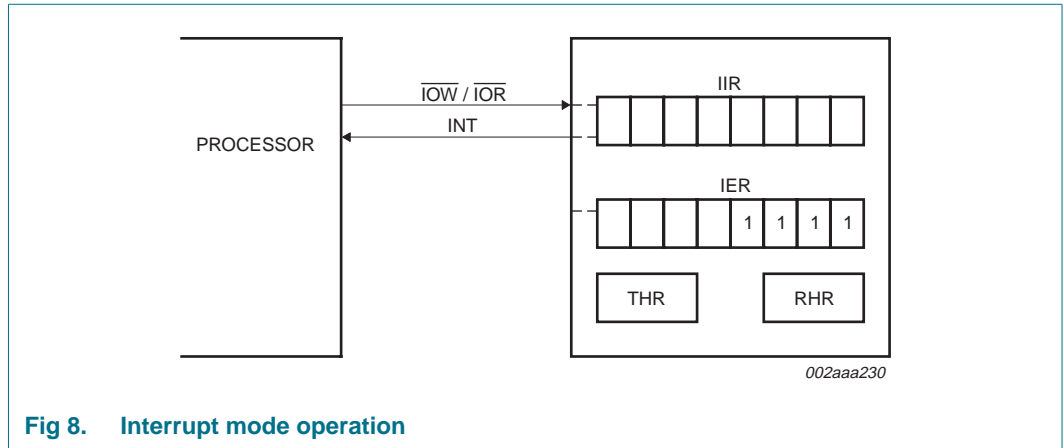 IIR
IOW / IOR
INT
PROCESSOR
IER
1 1 1 1
THR RHR
002aaa230
Fig 8. Interrupt mode operation